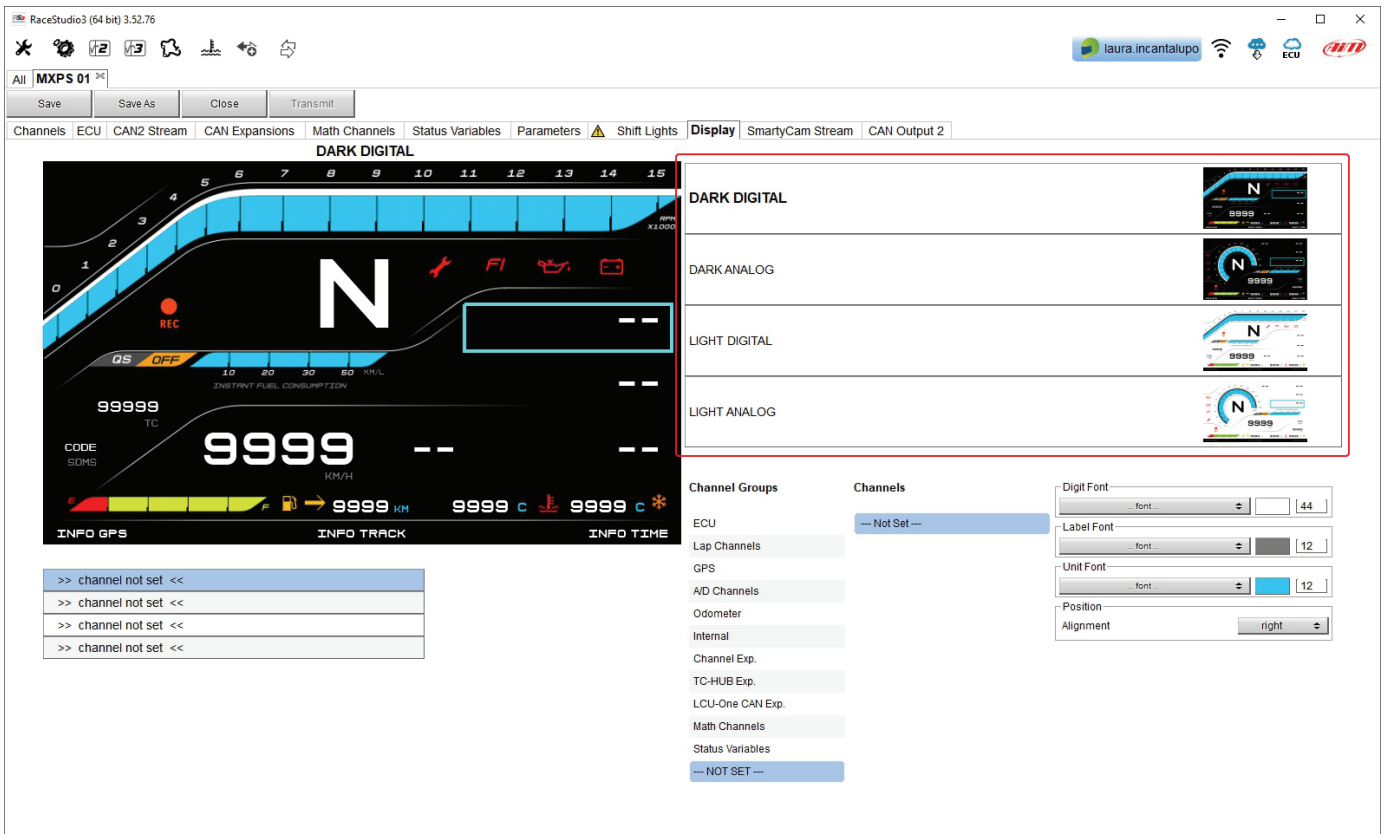 RaceStudio3 (64 bit) 3.52.76
2 3 laura.incantalupo ECU AiM
All MXPS 01
Save Save As Close Transmit
Channels ECU CAN2 Stream CAN Expansions Math Channels Status Variables Parameters Shift Lights Display SmartyCam Stream CAN Output 2
DARK DIGITAL
0 1 2 3 4 5 6 7 8 9 10 11 12 13 14 15
RPM
X1000
N
FI
REC
--
QS OFF
10 20 30 50 KM/L
INSTANT FUEL CONSUMPTION
--
99999
TC
CODE
SDMS
9999
KM/H
-- --
E F 9999 KM 9999 C 9999 C
INFO GPS INFO TRACK INFO TIME
>> channel not set <<
>> channel not set <<
>> channel not set <<
>> channel not set <<
DARK DIGITAL
N
9999
DARK ANALOG
N
9999
LIGHT DIGITAL
N
9999
LIGHT ANALOG
N
9999
Channel Groups
ECU
Lap Channels
GPS
A/D Channels
Odometer
Internal
Channel Exp.
TC-HUB Exp.
LCU-One CAN Exp.
Math Channels
Status Variables
--- NOT SET ---
Channels
--- Not Set ---
Digit Font
.. font .. 44
Label Font
.. font .. 12
Unit Font
.. font .. 12
Position
Alignment right